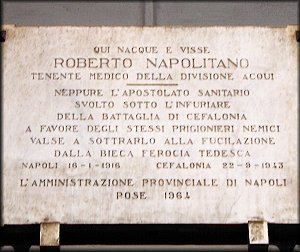 QUI NACQUE E VISSE
ROBERTO NAPOLITANO
TENENTE MEDICO DELLA DIVISIONE ACQUI
NEPPURE L'APOSTOLATO SANITARIO
SVOLTO SOTTO L'INFURIARE
DELLA BATTAGLIA DI CEFALONIA
A FAVORE DEGLI STESSI PRIGIONIERI NEMICI
VALSE A SOTTRARLO ALLA FUCILAZIONE
DALLA BIECA FEROCIA TEDESCA
NAPOLI 16-1-1916 CEFALONIA 22-9-1943
L'AMMINISTRAZIONE PROVINCIALE DI NAPOLI
POSE 1964